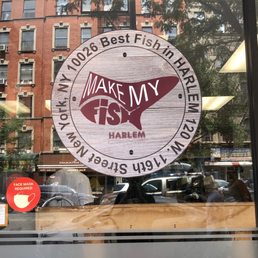 Best Fish in HARLEM 120 W. 116th Street New York, NY 10026
MAKE MY
FiSH
HARLEM
FACE MASK
REQUIRED